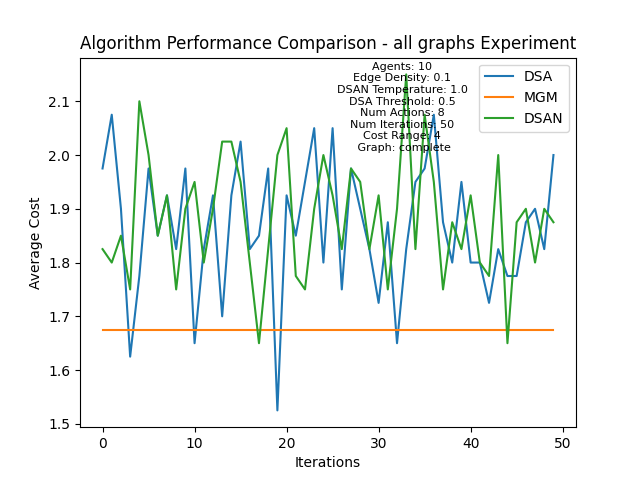 Algorithm Performance Comparison - all graphs Experiment
Agents: 10
Edge Density: 0.1
DSAN Temperature: 1.0
DSA Threshold: 0.5
Num Actions: 8
Num Iterations: 50
Cost Range: 4
Graph: complete
DSA
MGM
DSAN
Average Cost
2.1
2.0
1.9
1.8
1.7
1.6
1.5
0
10
20
30
40
50
Iterations